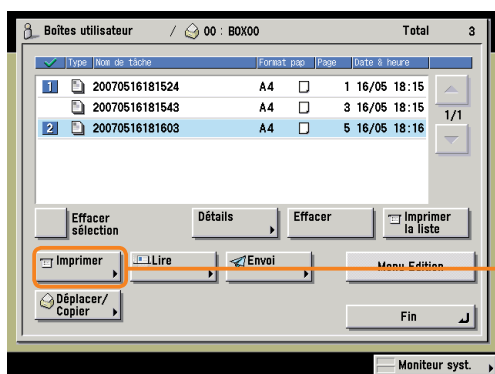 Boîtes utilisateur / 00 : BOX00 Total 3
Type Nom de tâche Format pap Page Date & heure
1 20070516181524 A4 1 16/05 18:15
20070516181543 A4 3 16/05 18:15
1/1
2 20070516181603 A4 5 16/05 18:16
Effacer
sélection
Détails
Effacer
Imprimer
la liste
Imprimer
Lire
Envoi
Menu Edition
Déplacer/
Copier
Fin
Moniteur syst.